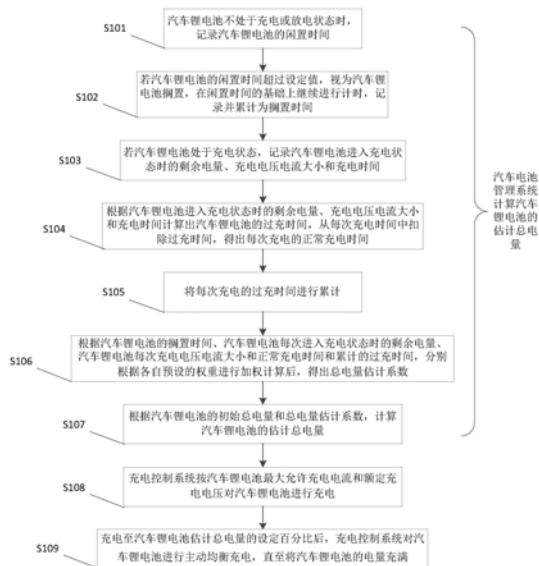 S101
汽车锂电池不处于充电或放电状态时，
记录汽车锂电池的闲置时间
S102
若汽车锂电池的闲置时间超过设定值，视为汽车锂
电池搁置，在闲置时间的基础上继续进行计时，记
录并累计为搁置时间
S103
若汽车锂电池处于充电状态，记录汽车锂电池进入充电状
态时的剩余电量、充电电压电流大小和充电时间
S104
根据汽车锂电池进入充电状态时的剩余电量、充电电压电流大小
和充电时间计算出汽车锂电池的过充时间，从每次充电时间中扣
除过充时间，得出每次充电的正常充电时间
S105
将每次充电的过充时间进行累计
S106
根据汽车锂电池的搁置时间、汽车锂电池每次进入充电状态时的剩余电量、
汽车锂电池每次充电电压电流大小和正常充电时间和累计的过充时间，分别
根据各自预设的权重进行加权计算后，得出总电量估计系数
S107
根据汽车锂电池的初始总电量和总电量估计系数，计算
汽车锂电池的估计总电量
汽车电池
管理系统
计算汽车
锂电池的
估计总电
量
S108
充电控制系统按汽车锂电池最大允许充电电流和额定充
电电压对汽车锂电池进行充电
S109
充电至汽车锂电池估计总电量的设定百分比后，充电控制系统对汽
车锂电池进行主动均衡充电，直至将汽车锂电池的电量充满